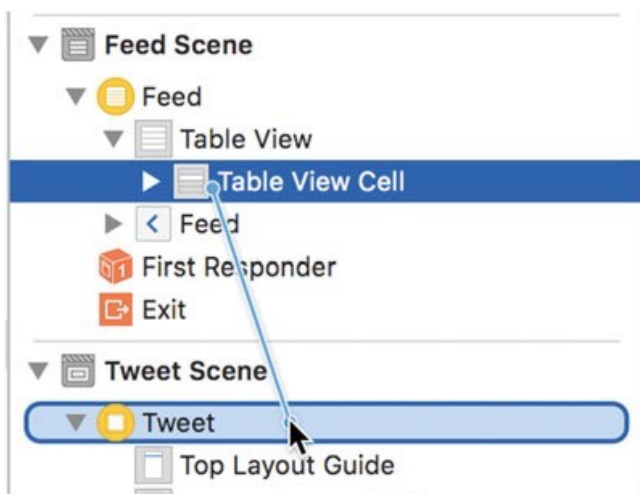 Feed Scene
Feed
Table View
Table View Cell
Feed
First Responder
Exit
Tweet Scene
Tweet
Top Layout Guide